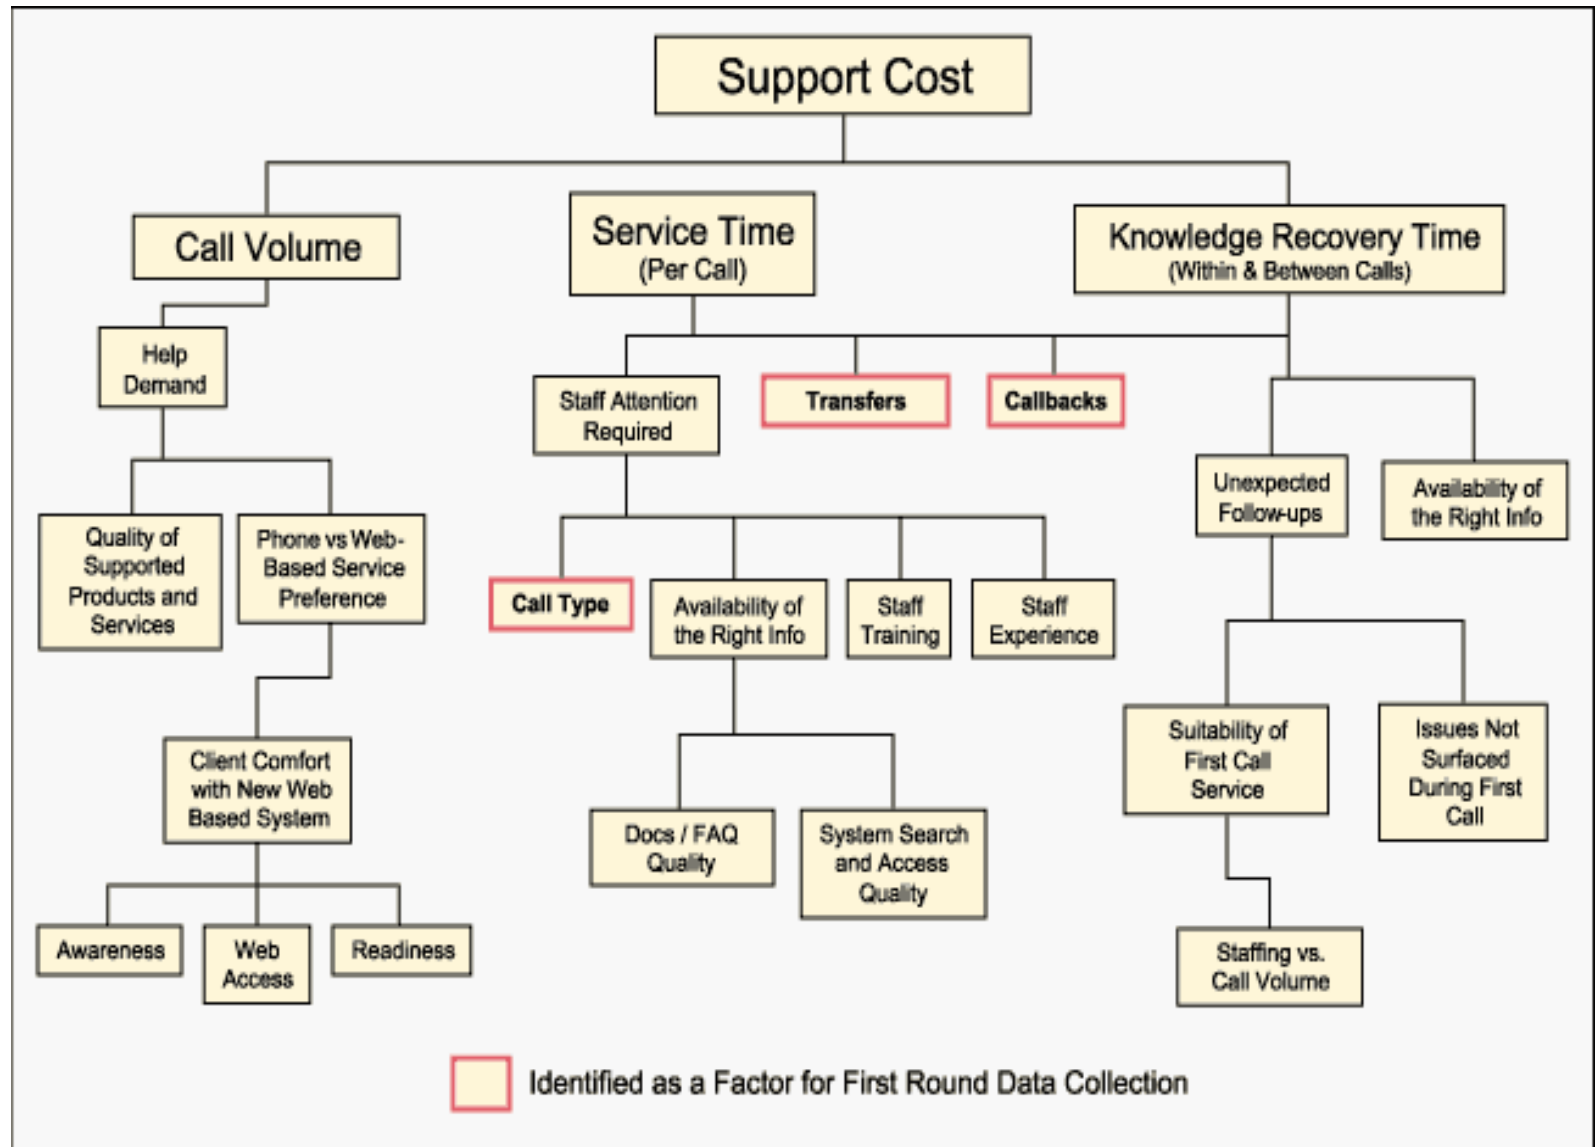 Support Cost
Call Volume
Service Time
(Per Call)
Knowledge Recovery Time
(Within & Between Calls)
Help
Demand
Staff Attention
Required
Transfers
Callbacks
Unexpected
Follow-ups
Availability of
the Right Info
Quality of
Supported
Products and
Services
Phone vs Web-
Based Service
Preference
Call Type
Availability of
the Right Info
Staff
Training
Staff
Experience
Client Comfort
with New Web
Based System
Suitability of
First Call
Service
Issues Not
Surfaced
During First
Call
Docs / FAQ
Quality
System Search
and Access
Quality
Awareness
Web
Access
Readiness
Staffing vs.
Call Volume
Identified as a Factor for First Round Data Collection